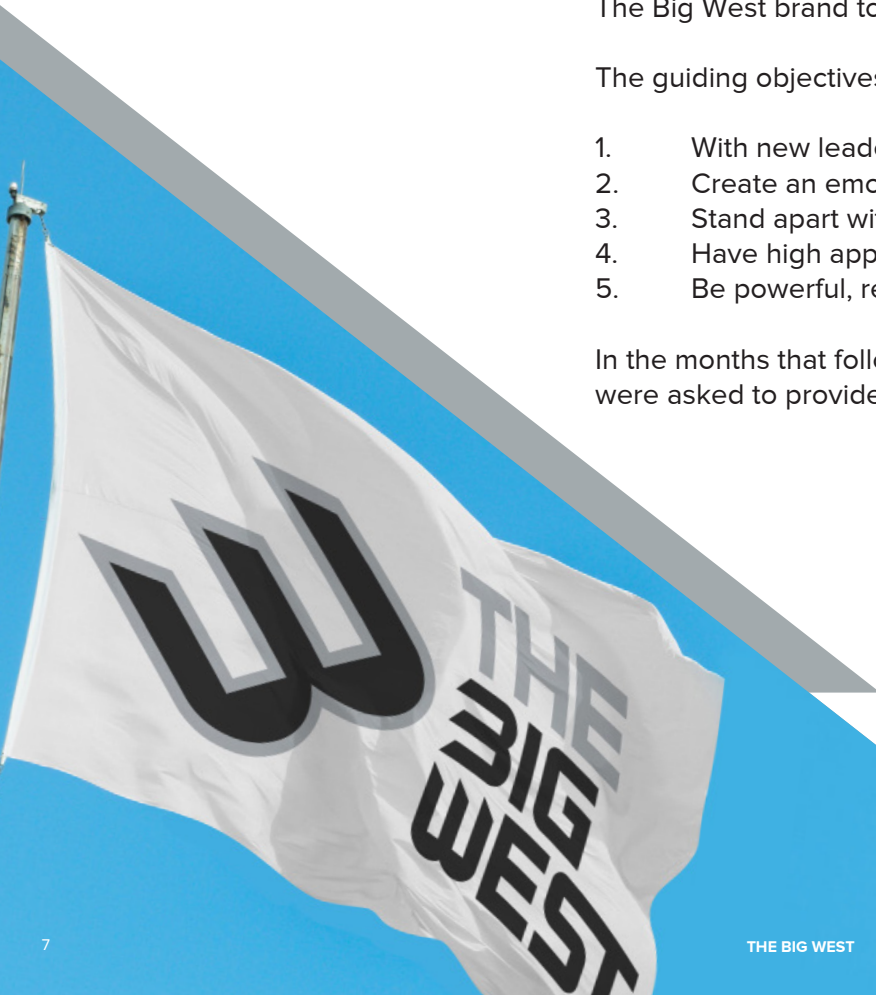 The Big West brand to
The guiding objectives
1. With new lead
2. Create an emo
3. Stand apart wi
4. Have high app
5. Be powerful, re
In the months that foll
were asked to provide
THE
BIG
WEST
7
THE BIG WEST